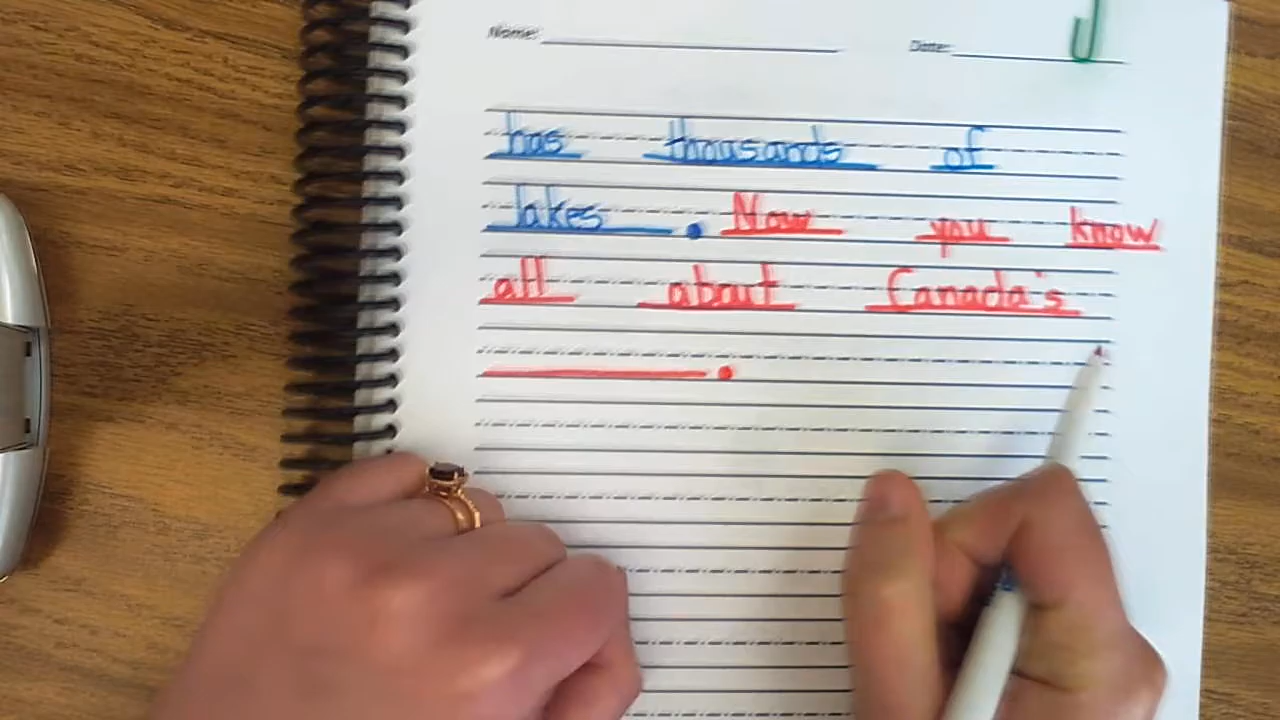 Name: Date: J
has thousands of
lakes. Now you know
all about Canada's
.